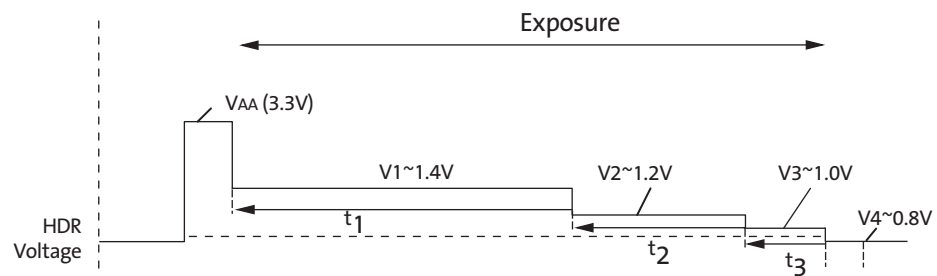 Exposure
VAA (3.3V)
V1~1.4V
V2~1.2V
V3~1.0V
V4~0.8V
HDR
Voltage
t1
t2
t3